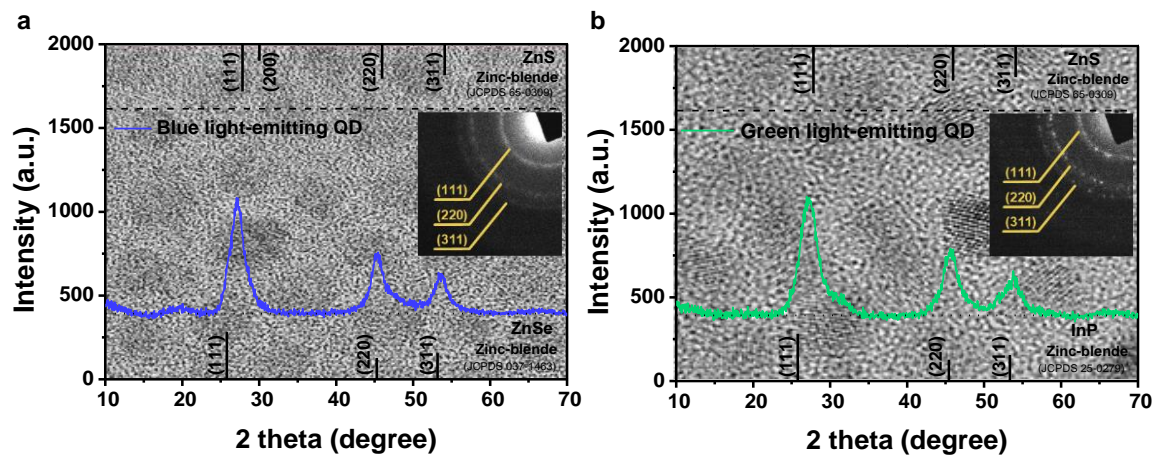 a
2000
1500
1000
500
0
10 20 30 40 50 60 70
Intensity (a.u.)
2 theta (degree)
(111)
(200)
(220)
(311)
ZnS
Zinc-blende
(JCPDS 65-0309)
Blue light-emitting QD
(111)
(220)
(311)
ZnSe
Zinc-blende
(JCPDS 037-1463)
(111)
(220)
(311)
b
2000
1500
1000
500
0
10 20 30 40 50 60 70
Intensity (a.u.)
2 theta (degree)
(111)
(220)
(311)
ZnS
Zinc-blende
(JCPDS 65-0309)
Green light-emitting QD
(111)
(220)
(311)
InP
Zinc-blende
(JCPDS 25-0279)
(111)
(220)
(311)